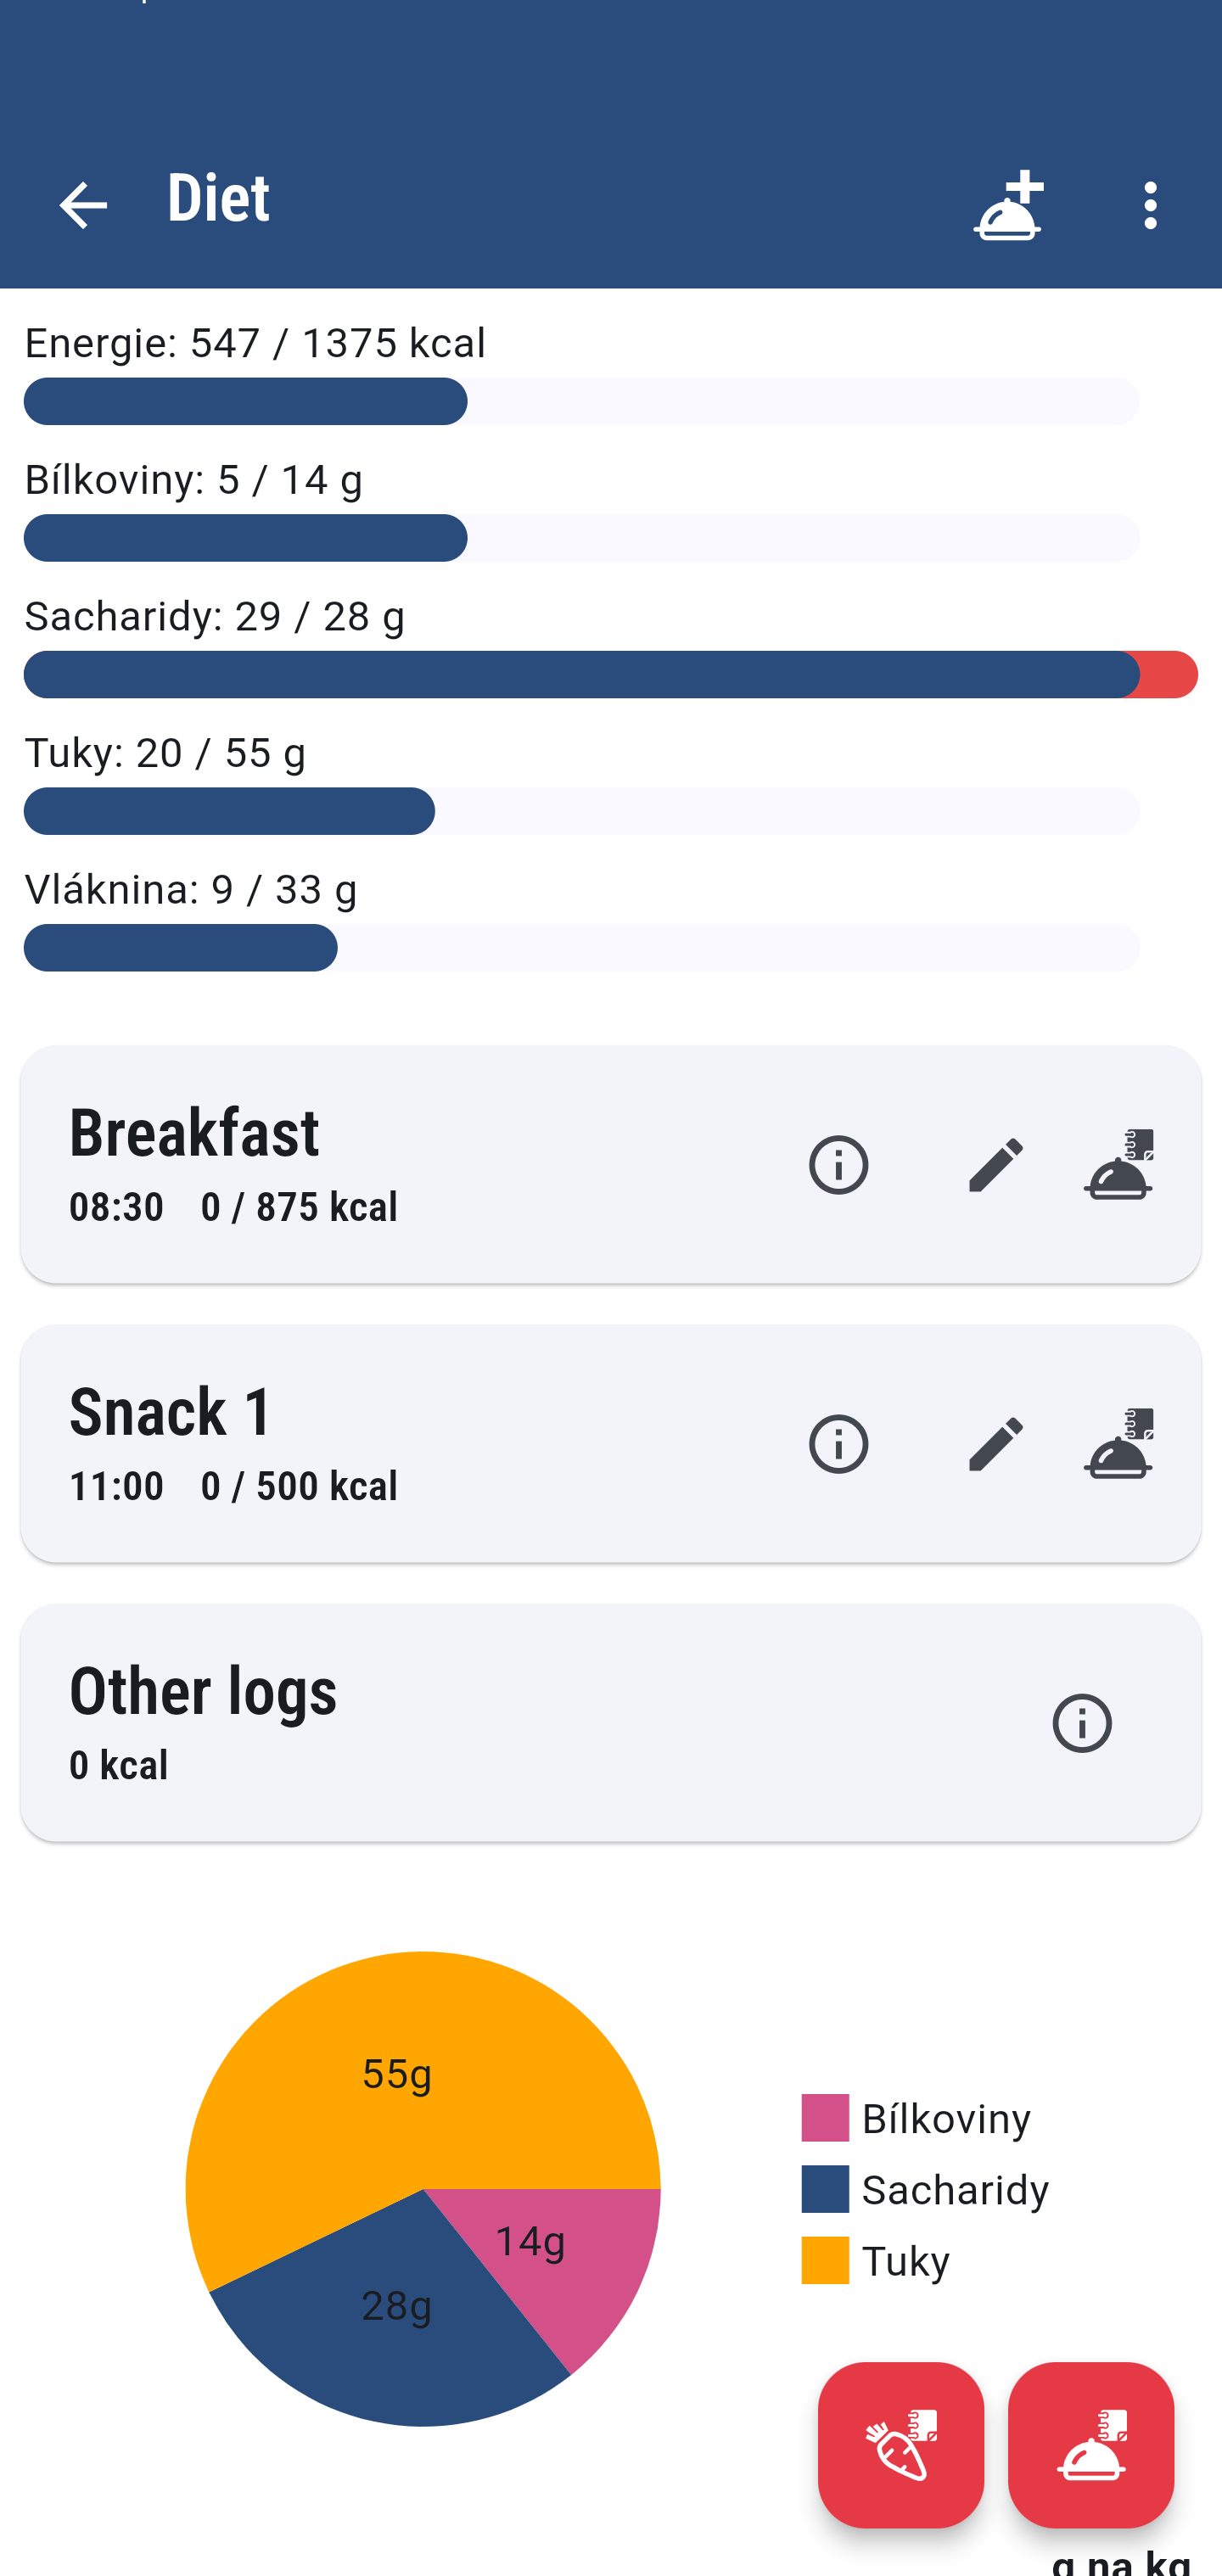 Diet
Energie: 547 / 1375 kcal
Bílkoviny: 5 / 14 g
Sacharidy: 29 / 28 g
Tuky: 20 / 55 g
Vláknina: 9 / 33 g
Breakfast
08:30 0 / 875 kcal
Snack 1
11:00 0 / 500 kcal
Other logs
0 kcal
55g
14g
28g
Bílkoviny
Sacharidy
Tuky
g na kg